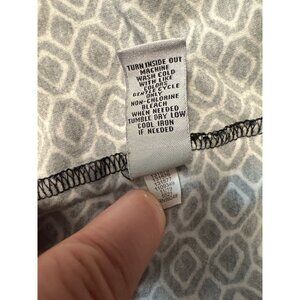 TURN INSIDE OUT
MACHINE
WASH COLD
WITH LIKE
COLORS
GENTLE CYCLE
ONLY
NON-CHLORINE
BLEACH
WHEN NEEDED
TUMBLE DRY LOW
COOL IRON
IF NEEDED